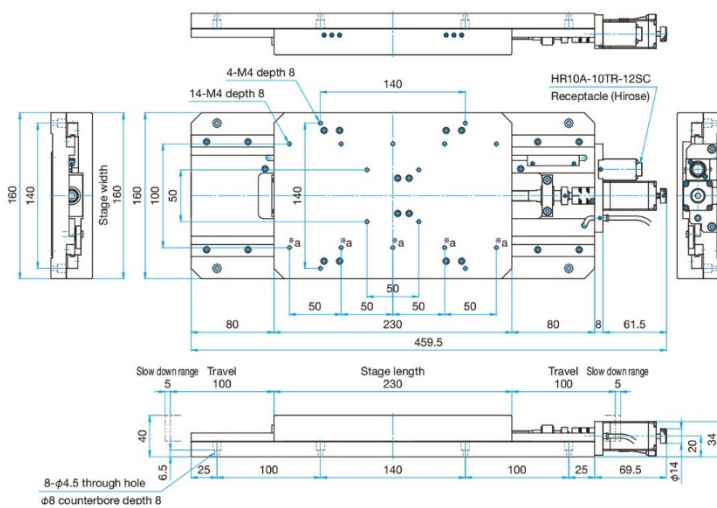 4-M4 depth 8
140
HR10A-10TR-12SC
14-M4 depth 8
Receptacle (Hirose)
160
140
Stage width
160
160
100
50
140
※a
※a
※a
※a
※a
50
50
50
50
50
80
230
80
8
61.5
459.5
Slow down range
Travel
Stage length
Travel
Slow down range
5
100
230
100
5
40
6.5
25
100
140
100
25
69.5
φ14
20
34
8-φ4.5 through hole
φ8 counterbore depth 8